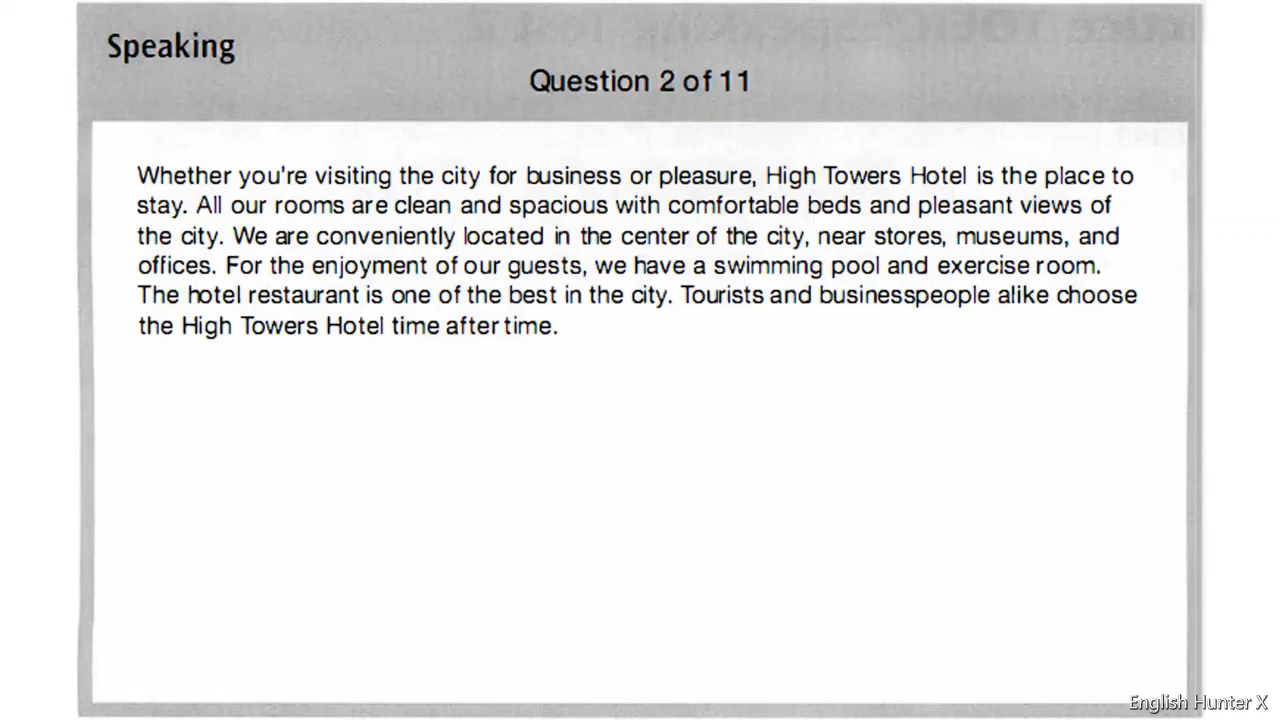 Speaking
Question 2 of 11
Whether you're visiting the city for business or pleasure, High Towers Hotel is the place to
stay. All our rooms are clean and spacious with comfortable beds and pleasant views of
the city. We are conveniently located in the center of the city, near stores, museums, and
offices. For the enjoyment of our guests, we have a swimming pool and exercise room.
The hotel restaurant is one of the best in the city. Tourists and businesspeople alike choose
the High Towers Hotel time after time.
English Hunter X